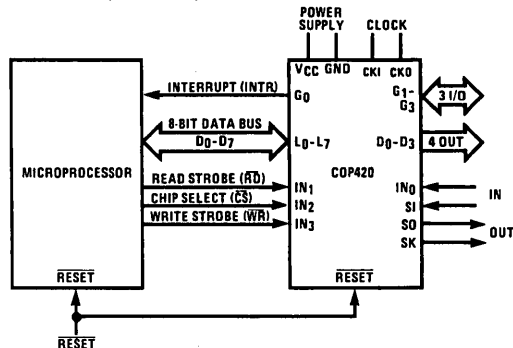 POWER
SUPPLY CLOCK
VCC GND CKI CKO
INTERRUPT (INTR) G0 G1-
G3 3 I/O
8-BIT DATA BUS
D0-D7 L0-L7 D0-D3 4 OUT
MICROPROCESSOR COP420
READ STROBE (RD) IN1 IN0 IN
CHIP SELECT (CS) IN2 SI
WRITE STROBE (WR) IN3 SO OUT
SK
RESET RESET
RESET